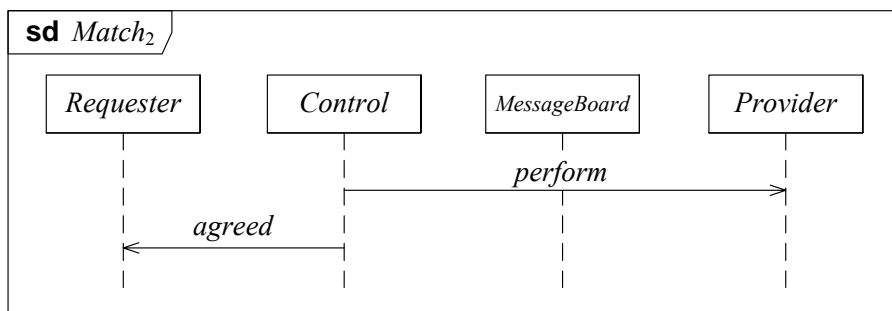 sd Match₂
Requester Control MessageBoard Provider
perform
agreed